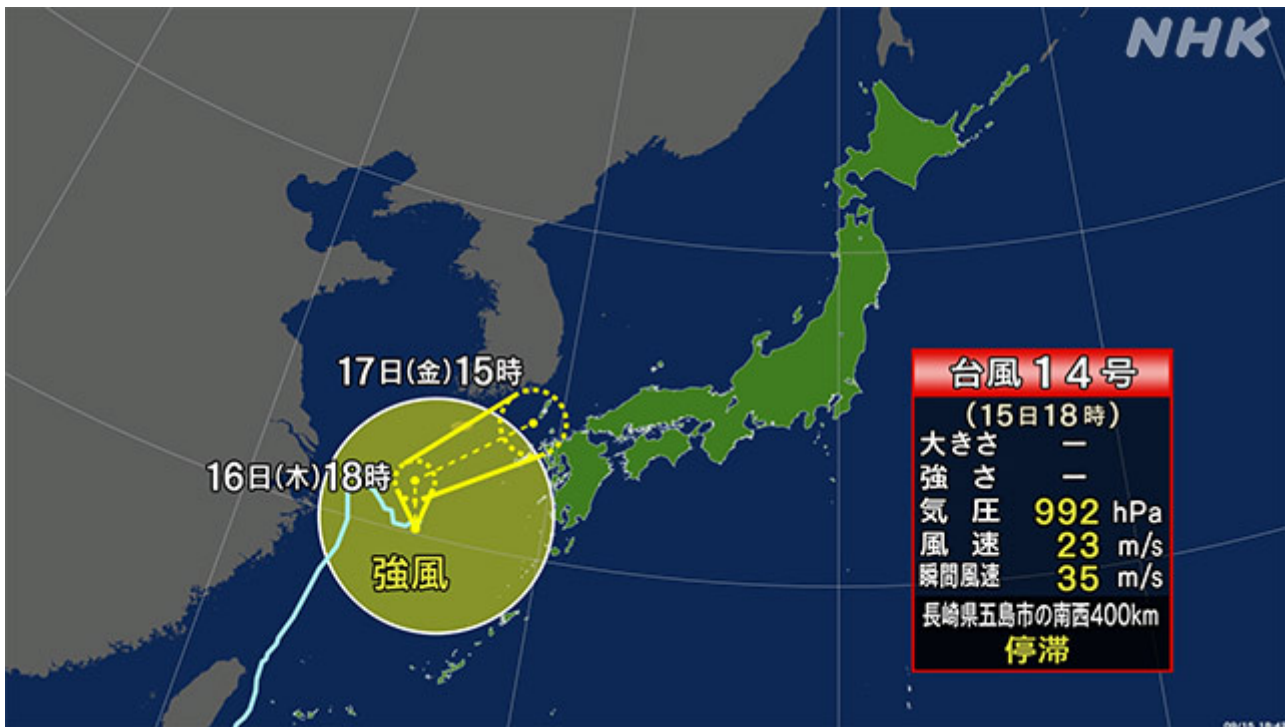 NHK
17日(金)15時
16日(木)18時
強風
台風14号
(15日18時)
大きさ －
強さ －
気圧 992 hPa
風速 23 m/s
瞬間風速 35 m/s
長崎県五島市の南西400km
停滞